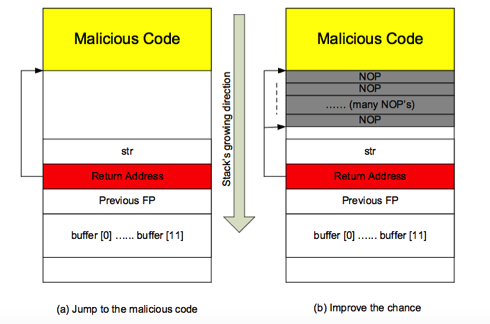 Malicious Code
str
Return Address
Previous FP
buffer [0] ...... buffer [11]
(a) Jump to the malicious code
Stack's growing direction
Malicious Code
NOP
NOP
...... (many NOP's)
NOP
str
Return Address
Previous FP
buffer [0] ...... buffer [11]
(b) Improve the chance